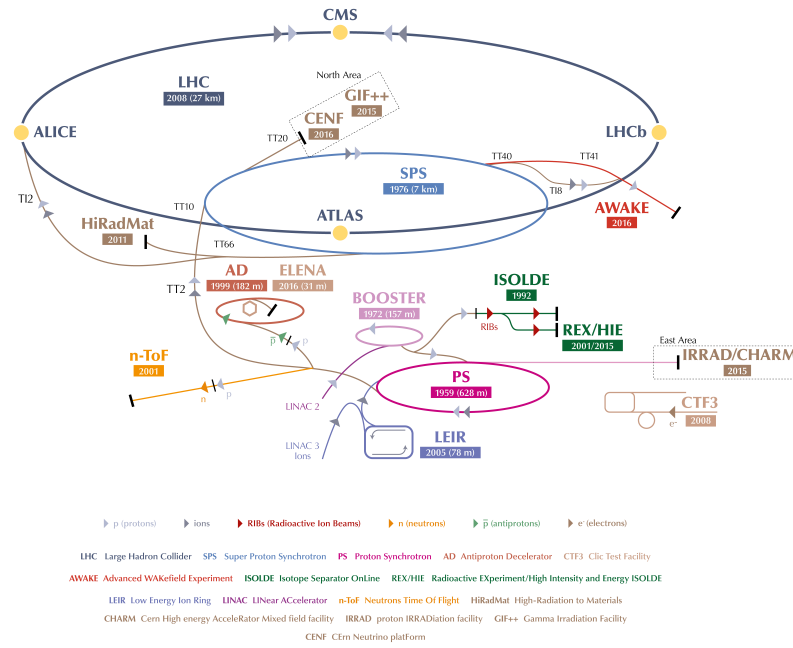 CMS
North Area
LHC
2008 (27 km)
GIF++
2015
CENF
2016
TT20
ALICE
LHCb
TT40
TT41
SPS
1976 (7 km)
TI8
TI2
TT10
AWAKE
2016
HiRadMat
2011
ATLAS
TT66
AD
1999 (182 m)
ELENA
2016 (31 m)
TT2
ISOLDE
1992
BOOSTER
1972 (157 m)
RIBs
REX/HIE
2001/2015
p̅
p
East Area
IRRAD/CHARM
2015
n-ToF
2001
PS
1959 (628 m)
n
p
LINAC 2
CTF3
2008
e-
LINAC 3
Ions
LEIR
2005 (78 m)
p (protons) ions RIBs (Radioactive Ion Beams) n (neutrons) p̅ (antiprotons) e- (electrons)
LHC Large Hadron Collider SPS Super Proton Synchrotron PS Proton Synchrotron AD Antiproton Decelerator CTF3 Clic Test Facility
AWAKE Advanced WAKefield Experiment ISOLDE Isotope Separator OnLine REX/HIE Radioactive EXperiment/High Intensity and Energy ISOLDE
LEIR Low Energy Ion Ring LINAC LINear ACcelerator n-ToF Neutrons Time Of Flight HiRadMat High-Radiation to Materials
CHARM Cern High energy AcceleRator Mixed field facility IRRAD proton IRRADiation facility GIF++ Gamma Irradiation Facility
CENF CErn Neutrino platForm